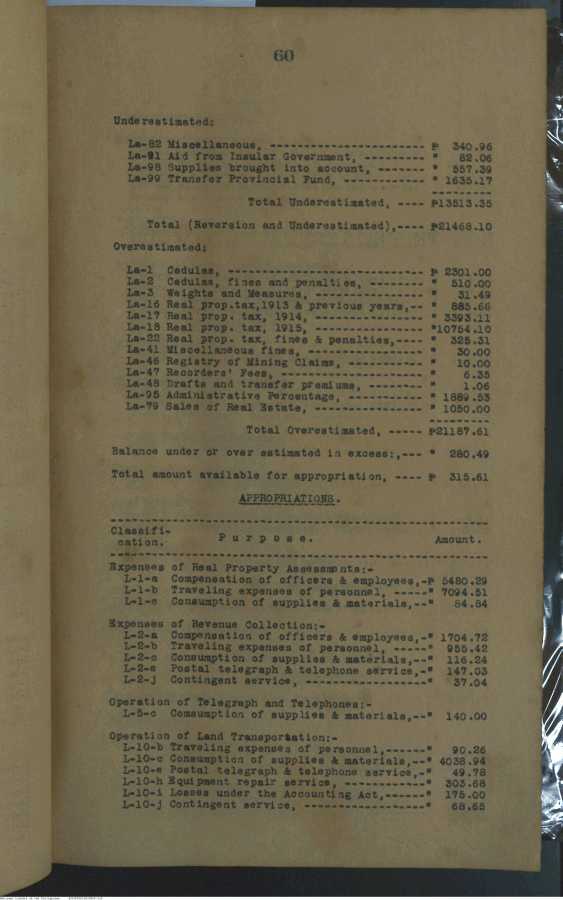 60
Underestimated:
La-82 Miscellaneous, ------------------------ ₱ 340.96
La-91 Aid from Insular Government, --------- " 82.06
La-98 Supplies brought into account, ------- " 557.39
La-99 Transfer Provincial Fund, ------------ " 1635.17
Total Underestimated, ---- ₱13513.35
Total (Reversion and Underestimated),---- ₱21468.10
Overestimated:
La-1 Cedulas, ----------------------------- ₱ 2301.00
La-2 Cedulas, fines and penalties, -------- " 510.00
La-3 Weights and Measures, ---------------- " 31.49
La-16 Real prop.tax,1913 & previous years,-- " 885.66
La-17 Real prop. tax, 1914, ---------------- " 3393.11
La-18 Real prop. tax, 1915, ---------------- "10754.10
La-22 Real prop. tax, fines & penalties,---- " 325.31
La-41 Miscellaneous fines, ----------------- " 30.00
La-46 Registry of Mining Claims, ----------- " 10.00
La-47 Recorders' Fees, --------------------- " 6.35
La-48 Drafts and transfer premiums, -------- " 1.06
La-95 Administrative Percentage, ----------- " 1889.53
La-79 Sales of Real Estate, ---------------- " 1050.00
Total Overestimated, ----- ₱21187.61
Balance under or over estimated in excess:,--- " 280.49
Total amount available for appropriation, ---- ₱ 315.61
APPROPRIATIONS.
Classifi-
cation. Purpose. Amount.
Expenses of Real Property Assessments:-
L-1-a Compensation of officers & employees,-₱ 5480.29
L-1-b Traveling expenses of personnel, -----" 7094.51
L-1-c Consumption of supplies & materials,--" 84.84
Expenses of Revenue Collection:-
L-2-a Compensation of officers & employees,-" 1704.72
L-2-b Traveling expenses of personnel, -----" 955.42
L-2-c Consumption of supplies & materials,--" 116.24
L-2-e Postal telegraph & telephone service,-" 147.03
L-2-j Contingent service, ------------------" 37.04
Operation of Telegraph and Telephones:-
L-5-c Comsumption of supplies & materials,--" 140.00
Operation of Land Transportation:-
L-10-b Traveling expenses of personnel,------" 90.26
L-10-c Consumption of supplies & materials,--" 4038.94
L-10-e Postal telegraph & telephone service,-" 49.78
L-10-h Equipment repair service, ------------" 303.68
L-10-i Losses under the Accounting Act,------" 175.00
L-10-j Contingent service, ------------------" 68.65